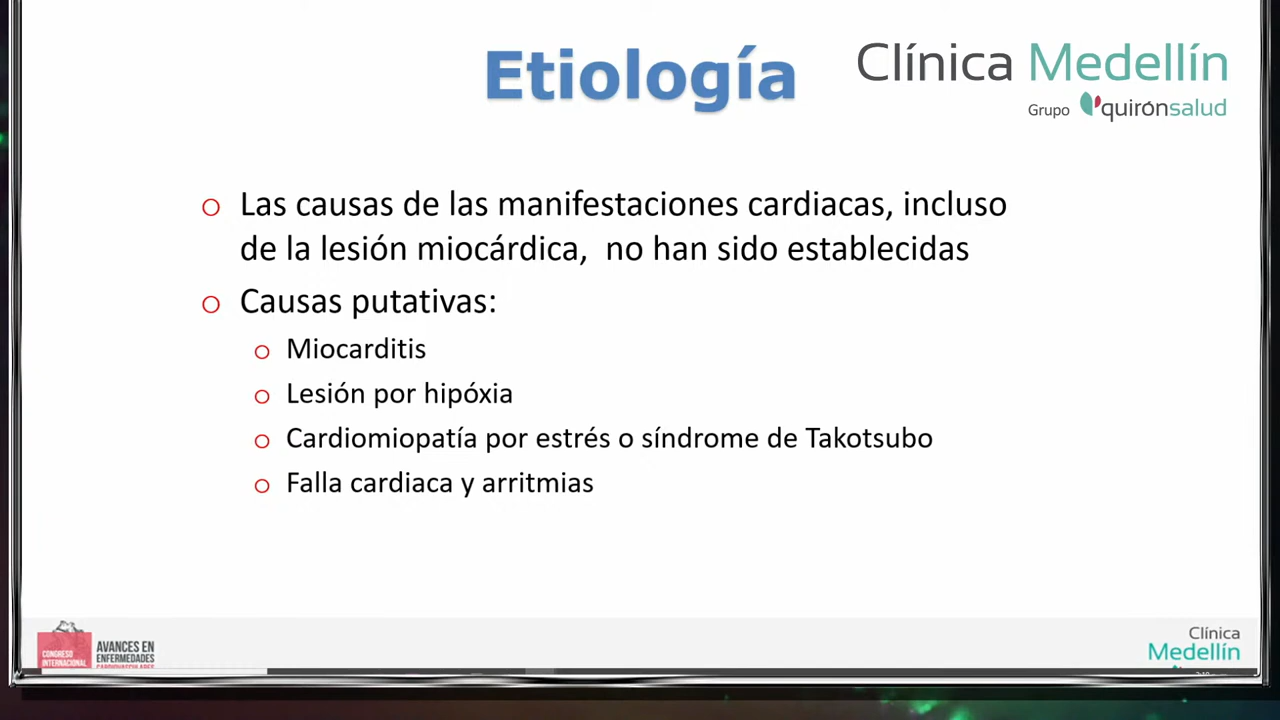 Etiología
Clínica Medellín
Grupo quirónsalud
o Las causas de las manifestaciones cardiacas, incluso
de la lesión miocárdica, no han sido establecidas
o Causas putativas:
o Miocarditis
o Lesión por hipóxia
o Cardiomiopatía por estrés o síndrome de Takotsubo
o Falla cardiaca y arritmias
CONGRESO
INTERNACIONAL
AVANCES EN
ENFERMEDADES
CARDIOVASCULARES
Clínica
Medellín